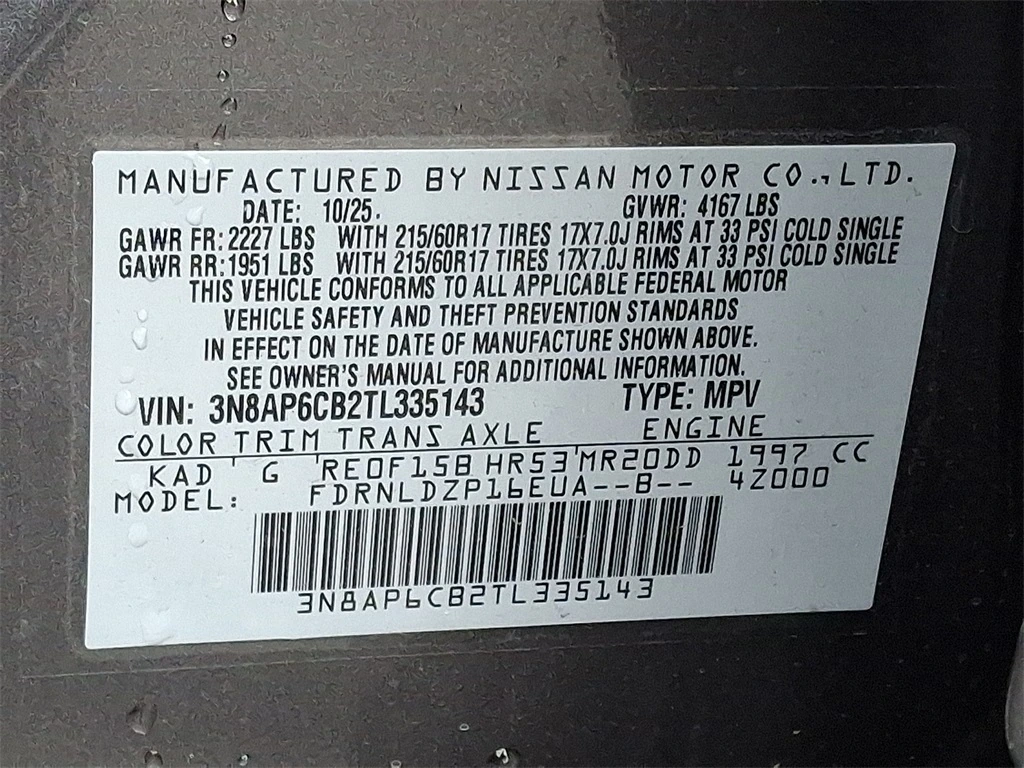 MANUFACTURED BY NISSAN MOTOR CO., LTD.
DATE: 10/25. GVWR: 4167 LBS
GAWR FR: 2227 LBS WITH 215/60R17 TIRES 17X7.0J RIMS AT 33 PSI COLD SINGLE
GAWR RR: 1951 LBS WITH 215/60R17 TIRES 17X7.0J RIMS AT 33 PSI COLD SINGLE
THIS VEHICLE CONFORMS TO ALL APPLICABLE FEDERAL MOTOR
VEHICLE SAFETY AND THEFT PREVENTION STANDARDS
IN EFFECT ON THE DATE OF MANUFACTURE SHOWN ABOVE.
SEE OWNER'S MANUAL FOR ADDITIONAL INFORMATION.
VIN: 3N8AP6CB2TL335143 TYPE: MPV
COLOR TRIM TRANS AXLE ENGINE
KAD ' G ' RE0F15B HR53 ' MR20DD 1997 CC
MODEL: FDRNLDZP16EUA--B-- 42000
3N8AP6CB2TL335143